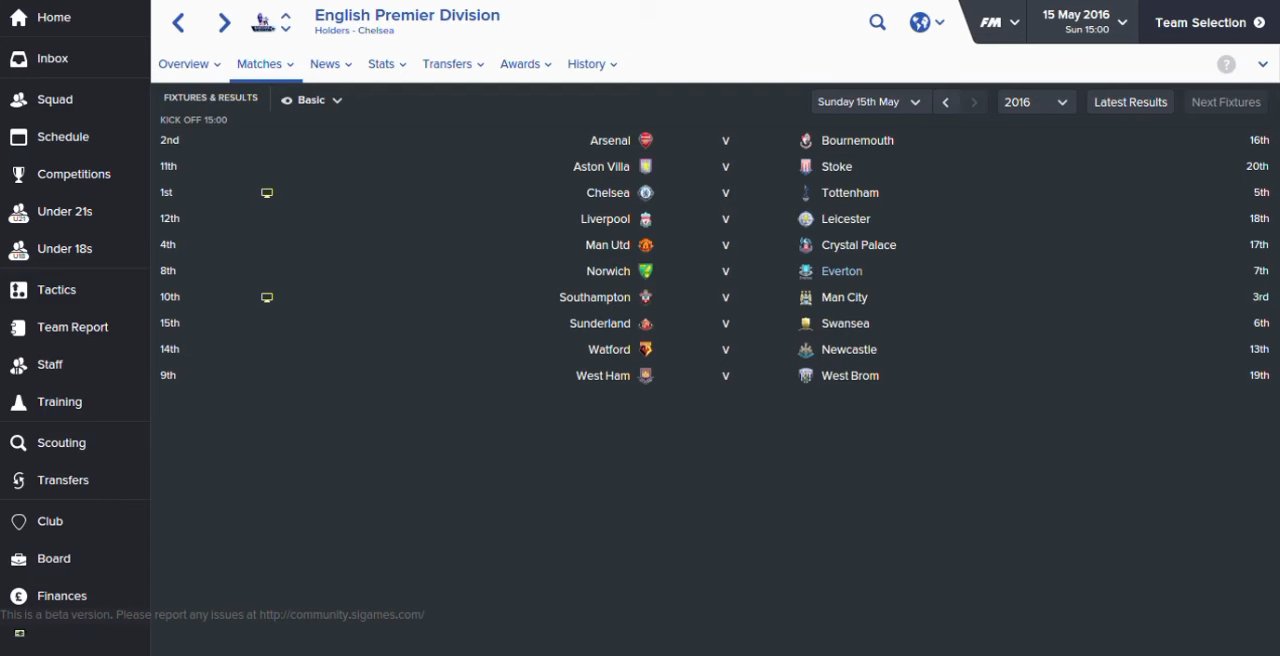 Home
Inbox
Squad
Schedule
Competitions
Under 21s
Under 18s
Tactics
Team Report
Staff
Training
Scouting
Transfers
Club
Board
Finances
English Premier Division
Holders - Chelsea
FM
15 May 2016
Sun 15:00
Team Selection
Overview Matches News Stats Transfers Awards History ?
FIXTURES & RESULTS Basic Sunday 15th May 2016 Latest Results Next Fixtures
KICK OFF 15:00
2nd Arsenal v Bournemouth 16th
11th Aston Villa v Stoke 20th
1st Chelsea v Tottenham 5th
12th Liverpool v Leicester 18th
4th Man Utd v Crystal Palace 17th
8th Norwich v Everton 7th
10th Southampton v Man City 3rd
15th Sunderland v Swansea 6th
14th Watford v Newcastle 13th
9th West Ham v West Brom 19th
This is a beta version. Please report any issues at http://community.sigames.com/